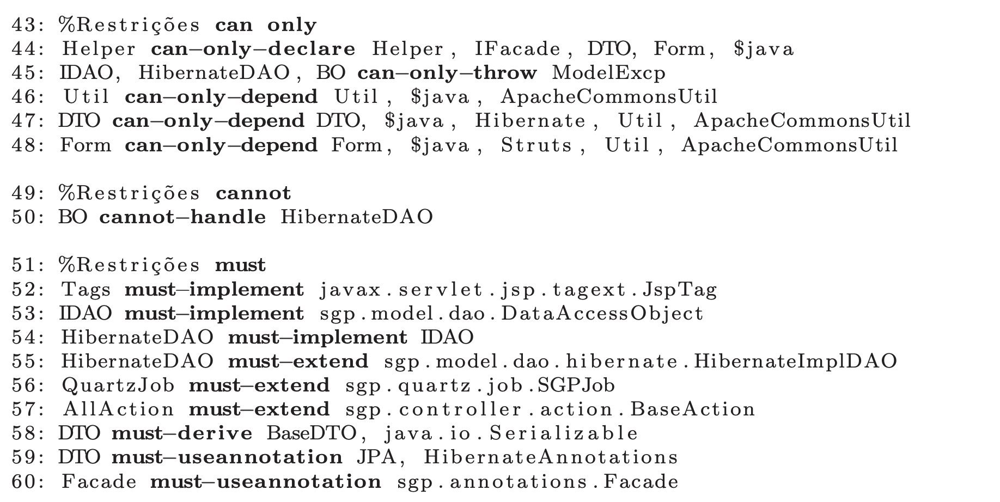 43: %Restrições can only
44: Helper can-only-declare Helper, IFacade, DTO, Form, $java
45: IDAO, HibernateDAO, BO can-only-throw ModelExcp
46: Util can-only-depend Util, $java, ApacheCommonsUtil
47: DTO can-only-depend DTO, $java, Hibernate, Util, ApacheCommonsUtil
48: Form can-only-depend Form, $java, Struts, Util, ApacheCommonsUtil
49: %Restrições cannot
50: BO cannot-handle HibernateDAO
51: %Restrições must
52: Tags must-implement javax.servlet.jsp.tagext.JspTag
53: IDAO must-implement sgp.model.dao.DataAccessObject
54: HibernateDAO must-implement IDAO
55: HibernateDAO must-extend sgp.model.dao.hibernate.HibernateImplDAO
56: QuartzJob must-extend sgp.quartz.job.SGPJob
57: AllAction must-extend sgp.controller.action.BaseAction
58: DTO must-derive BaseDTO, java.io.Serializable
59: DTO must-useannotation JPA, HibernateAnnotations
60: Facade must-useannotation sgp.annotations.Facade